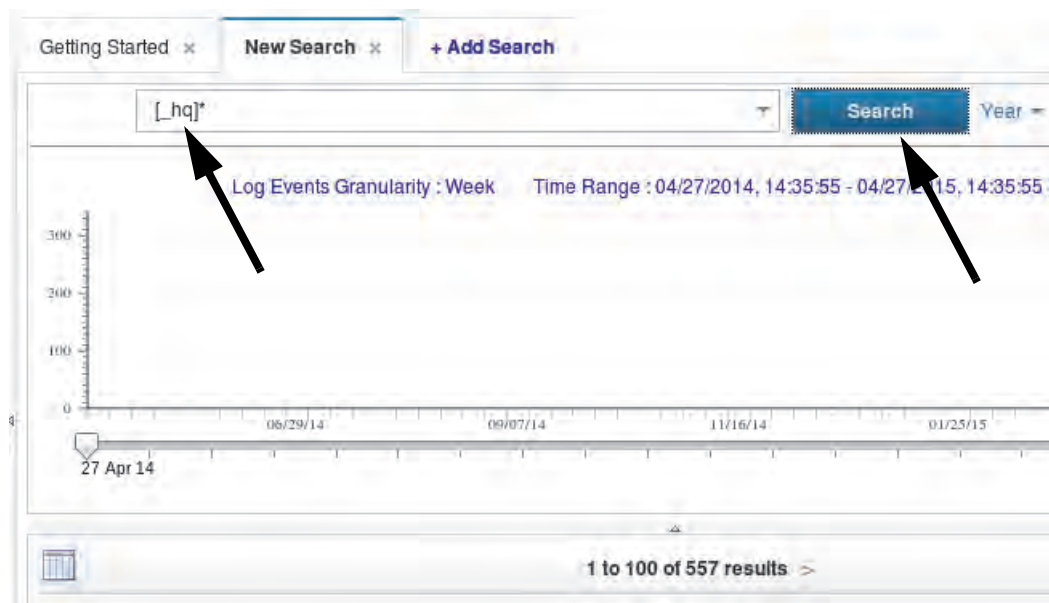 Getting Started × New Search × + Add Search
[_hq]* Search Year
Log Events Granularity : Week Time Range : 04/27/2014, 14:35:55 - 04/27/2015, 14:35:55
300
200
100
0
06/29/14 09/07/14 11/16/14 01/25/15
27 Apr 14
1 to 100 of 557 results >